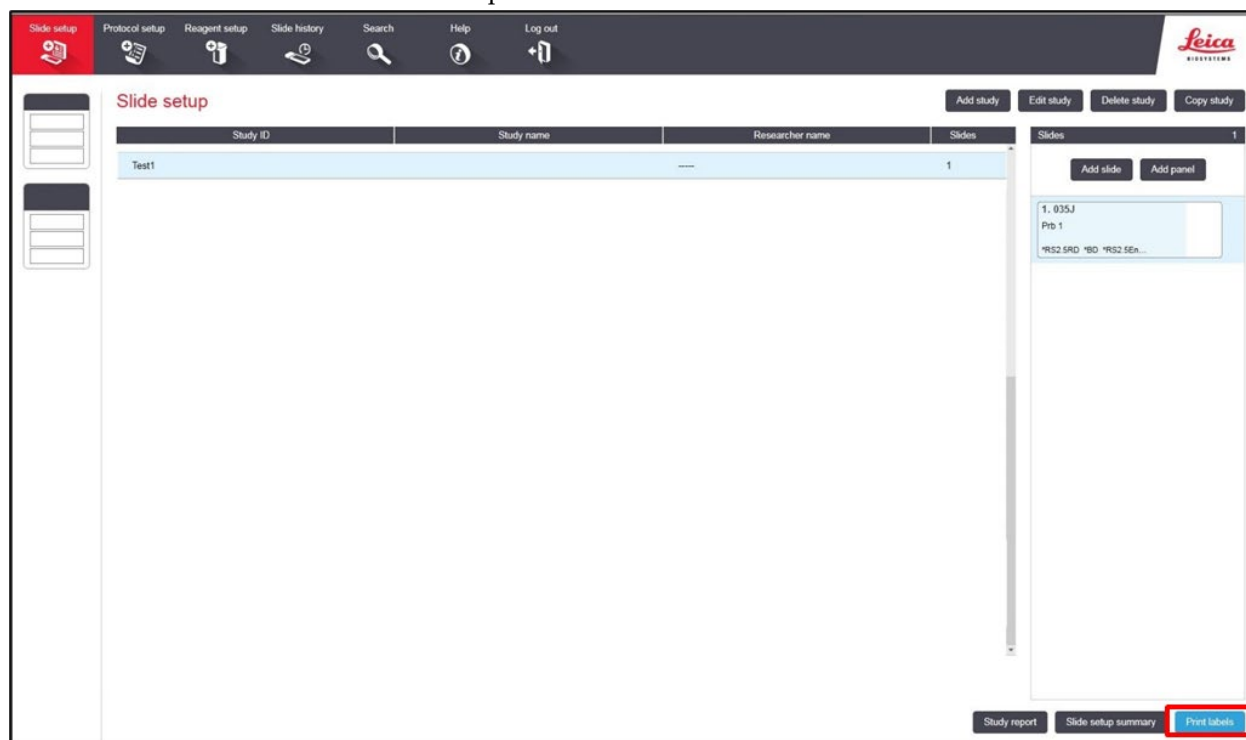 Slide setup Protocol setup Reagent setup Slide history Search Help Log out
Leica
BIOSYSTEMS
Slide setup
Add study Edit study Delete study Copy study
Study ID Study name Researcher name Slides
Slides 1
Test1 ----- 1
Add slide Add panel
1. 035J
Prb 1
*RS2.5RD *BD *RS2.5En...
Study report Slide setup summary Print labels